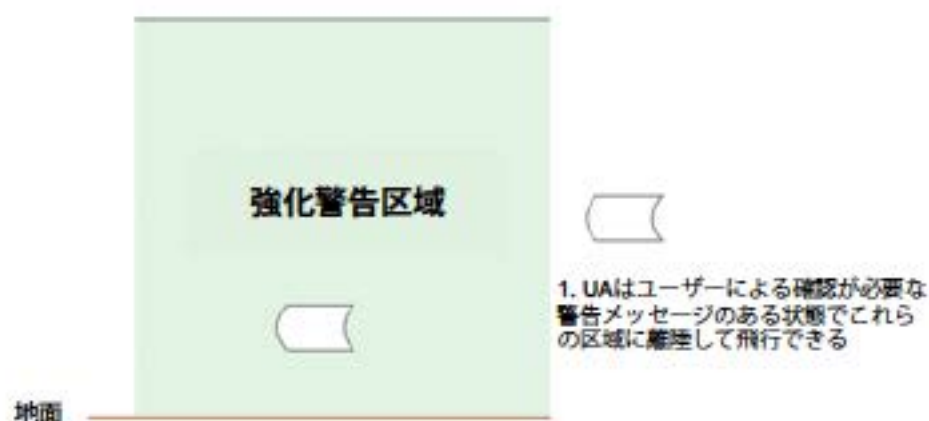 強化警告区域
1. UAはユーザーによる確認が必要な
警告メッセージのある状態でこれら
の区域に離陸して飛行できる
地面